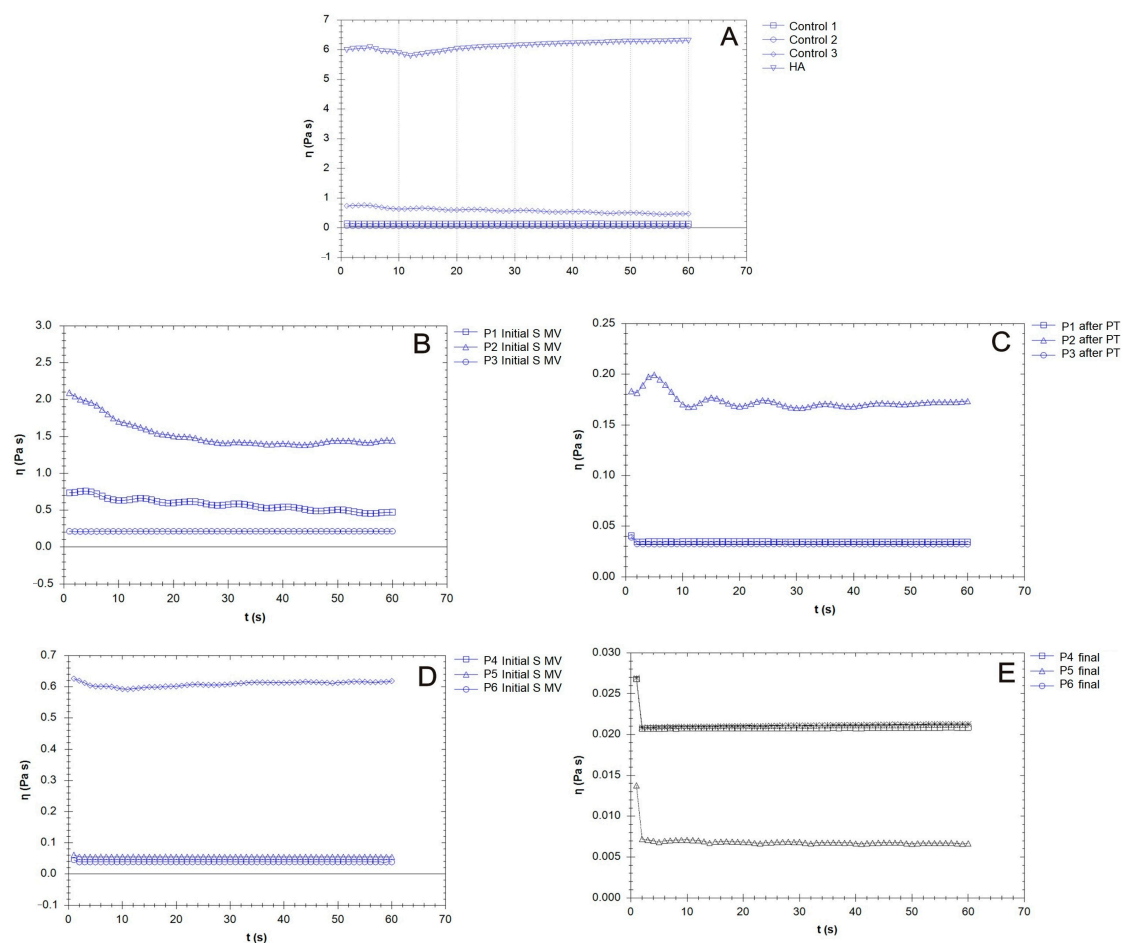 A
η (Pa s)
7
6
5
4
3
2
1
0
−1
0 10 20 30 40 50 60 70
Control 1
Control 2
Control 3
HA
B
η (Pa s)
3.0
2.5
2.0
1.5
1.0
0.5
0.0
−0.5
0 10 20 30 40 50 60 70
t (s)
P1 Initial S MV
P2 Initial S MV
P3 Initial S MV
C
η (Pa s)
0.25
0.20
0.15
0.10
0.05
0.00
0 10 20 30 40 50 60 70
t (s)
P1 after PT
P2 after PT
P3 after PT
D
η (Pa s)
0.7
0.6
0.5
0.4
0.3
0.2
0.1
0.0
−0.1
0 10 20 30 40 50 60 70
t (s)
P4 Initial S MV
P5 Initial S MV
P6 Initial S MV
E
η (Pa s)
0.030
0.025
0.020
0.015
0.010
0.005
0.000
0 10 20 30 40 50 60 70
t (s)
P4 final
P5 final
P6 final